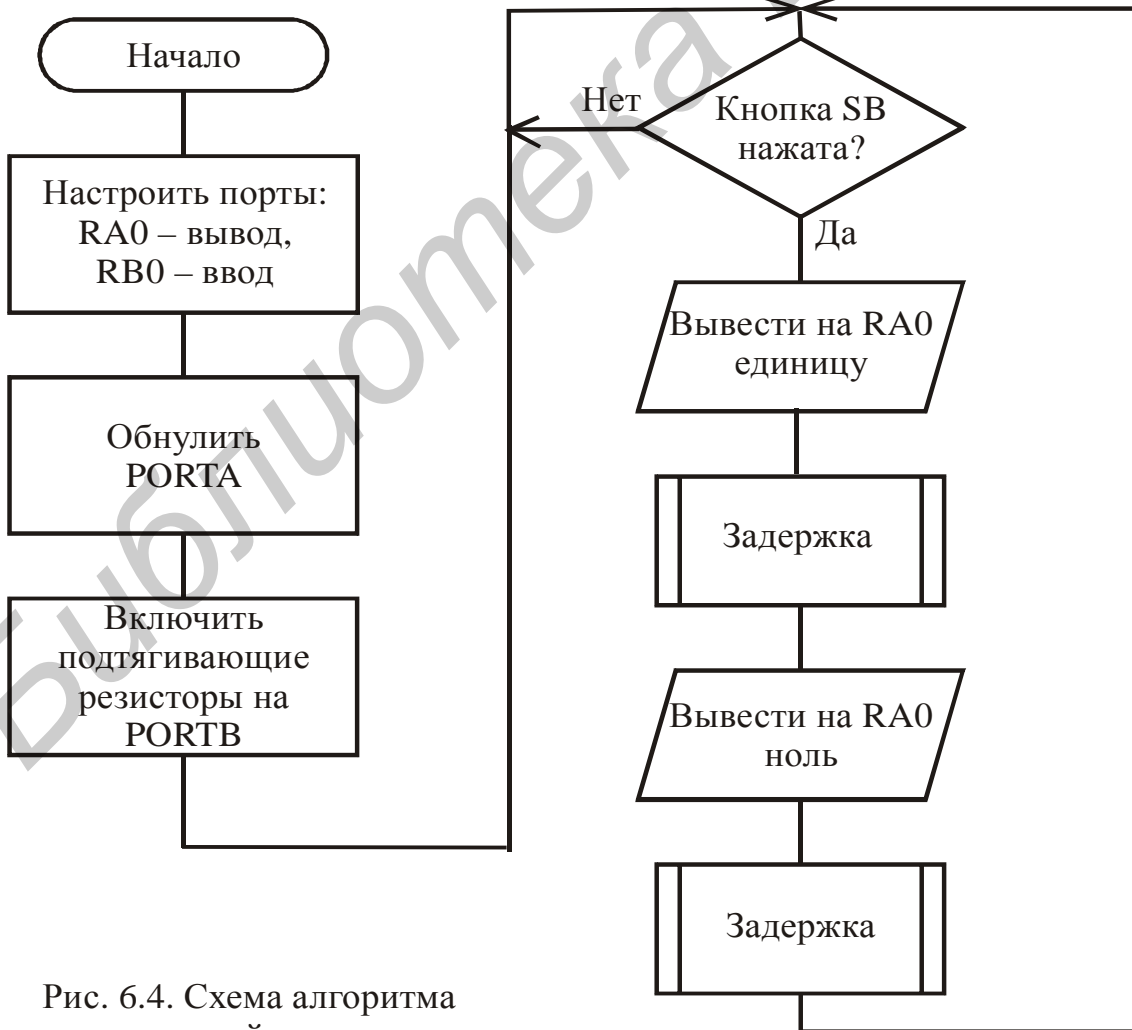 Начало
Настроить порты:
RA0 – вывод,
RB0 – ввод
Обнулить
PORTA
Включить
подтягивающие
резисторы на
PORTB
Кнопка SB
нажата?
Нет
Да
Вывести на RA0
единицу
Задержка
Вывести на RA0
ноль
Задержка
Рис. 6.4. Схема алгоритма
Библиотека